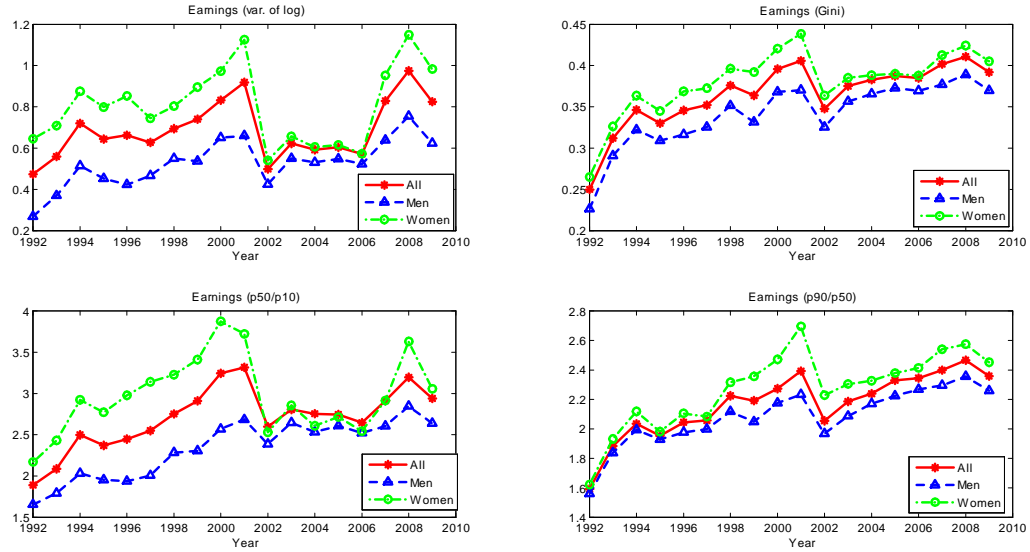 Earnings (var. of log)
1.2
1
0.8
0.6
0.4
0.2
1992 1994 1996 1998 2000 2002 2004 2006 2008 2010
Year
All
Men
Women
Earnings (Gini)
0.45
0.4
0.35
0.3
0.25
0.2
1992 1994 1996 1998 2000 2002 2004 2006 2008 2010
Year
All
Men
Women
Earnings (p50/p10)
4
3.5
3
2.5
2
1.5
1992 1994 1996 1998 2000 2002 2004 2006 2008 2010
Year
All
Men
Women
Earnings (p90/p50)
2.8
2.6
2.4
2.2
2
1.8
1.6
1.4
1992 1994 1996 1998 2000 2002 2004 2006 2008 2010
Year
All
Men
Women